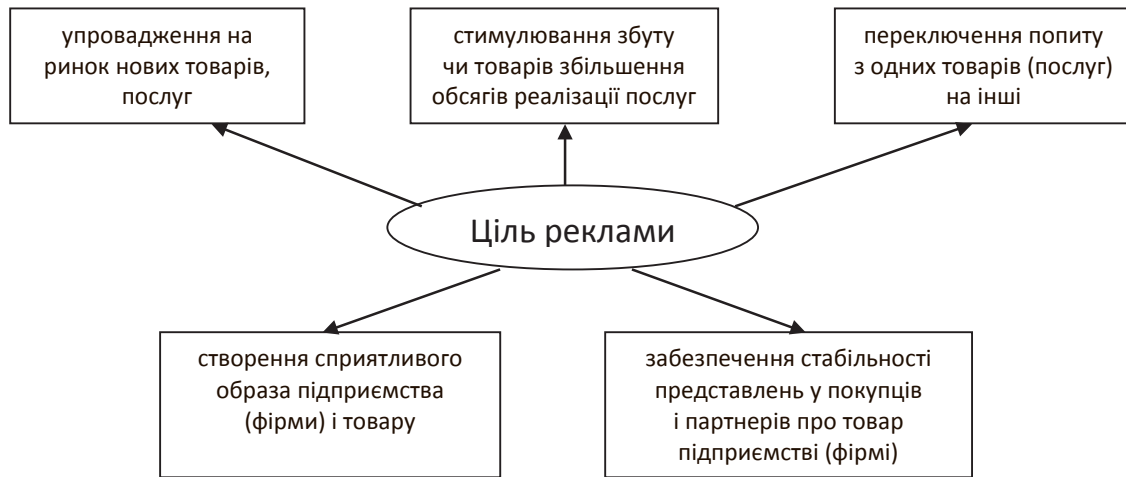 упровадження на
ринок нових товарів,
послуг
стимулювання збуту
чи товарів збільшення
обсягів реалізації послуг
переключення попиту
з одних товарів (послуг)
на інші
Ціль реклами
створення сприятливого
образа підприємства
(фірми) і товару
забезпечення стабільності
представлень у покупців
і партнерів про товар
підприємстві (фірмі)